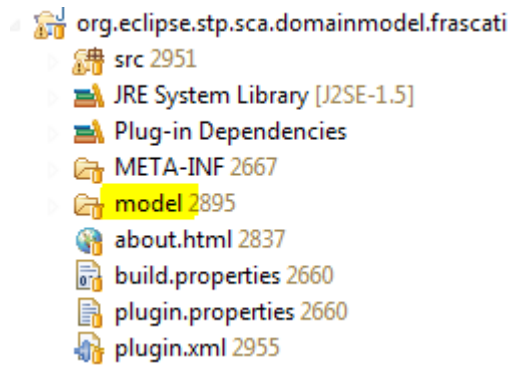 org.eclipse.stp.sca.domainmodel.frascati
src 2951
JRE System Library [J2SE-1.5]
Plug-in Dependencies
META-INF 2667
model 2895
about.html 2837
build.properties 2660
plugin.properties 2660
plugin.xml 2955